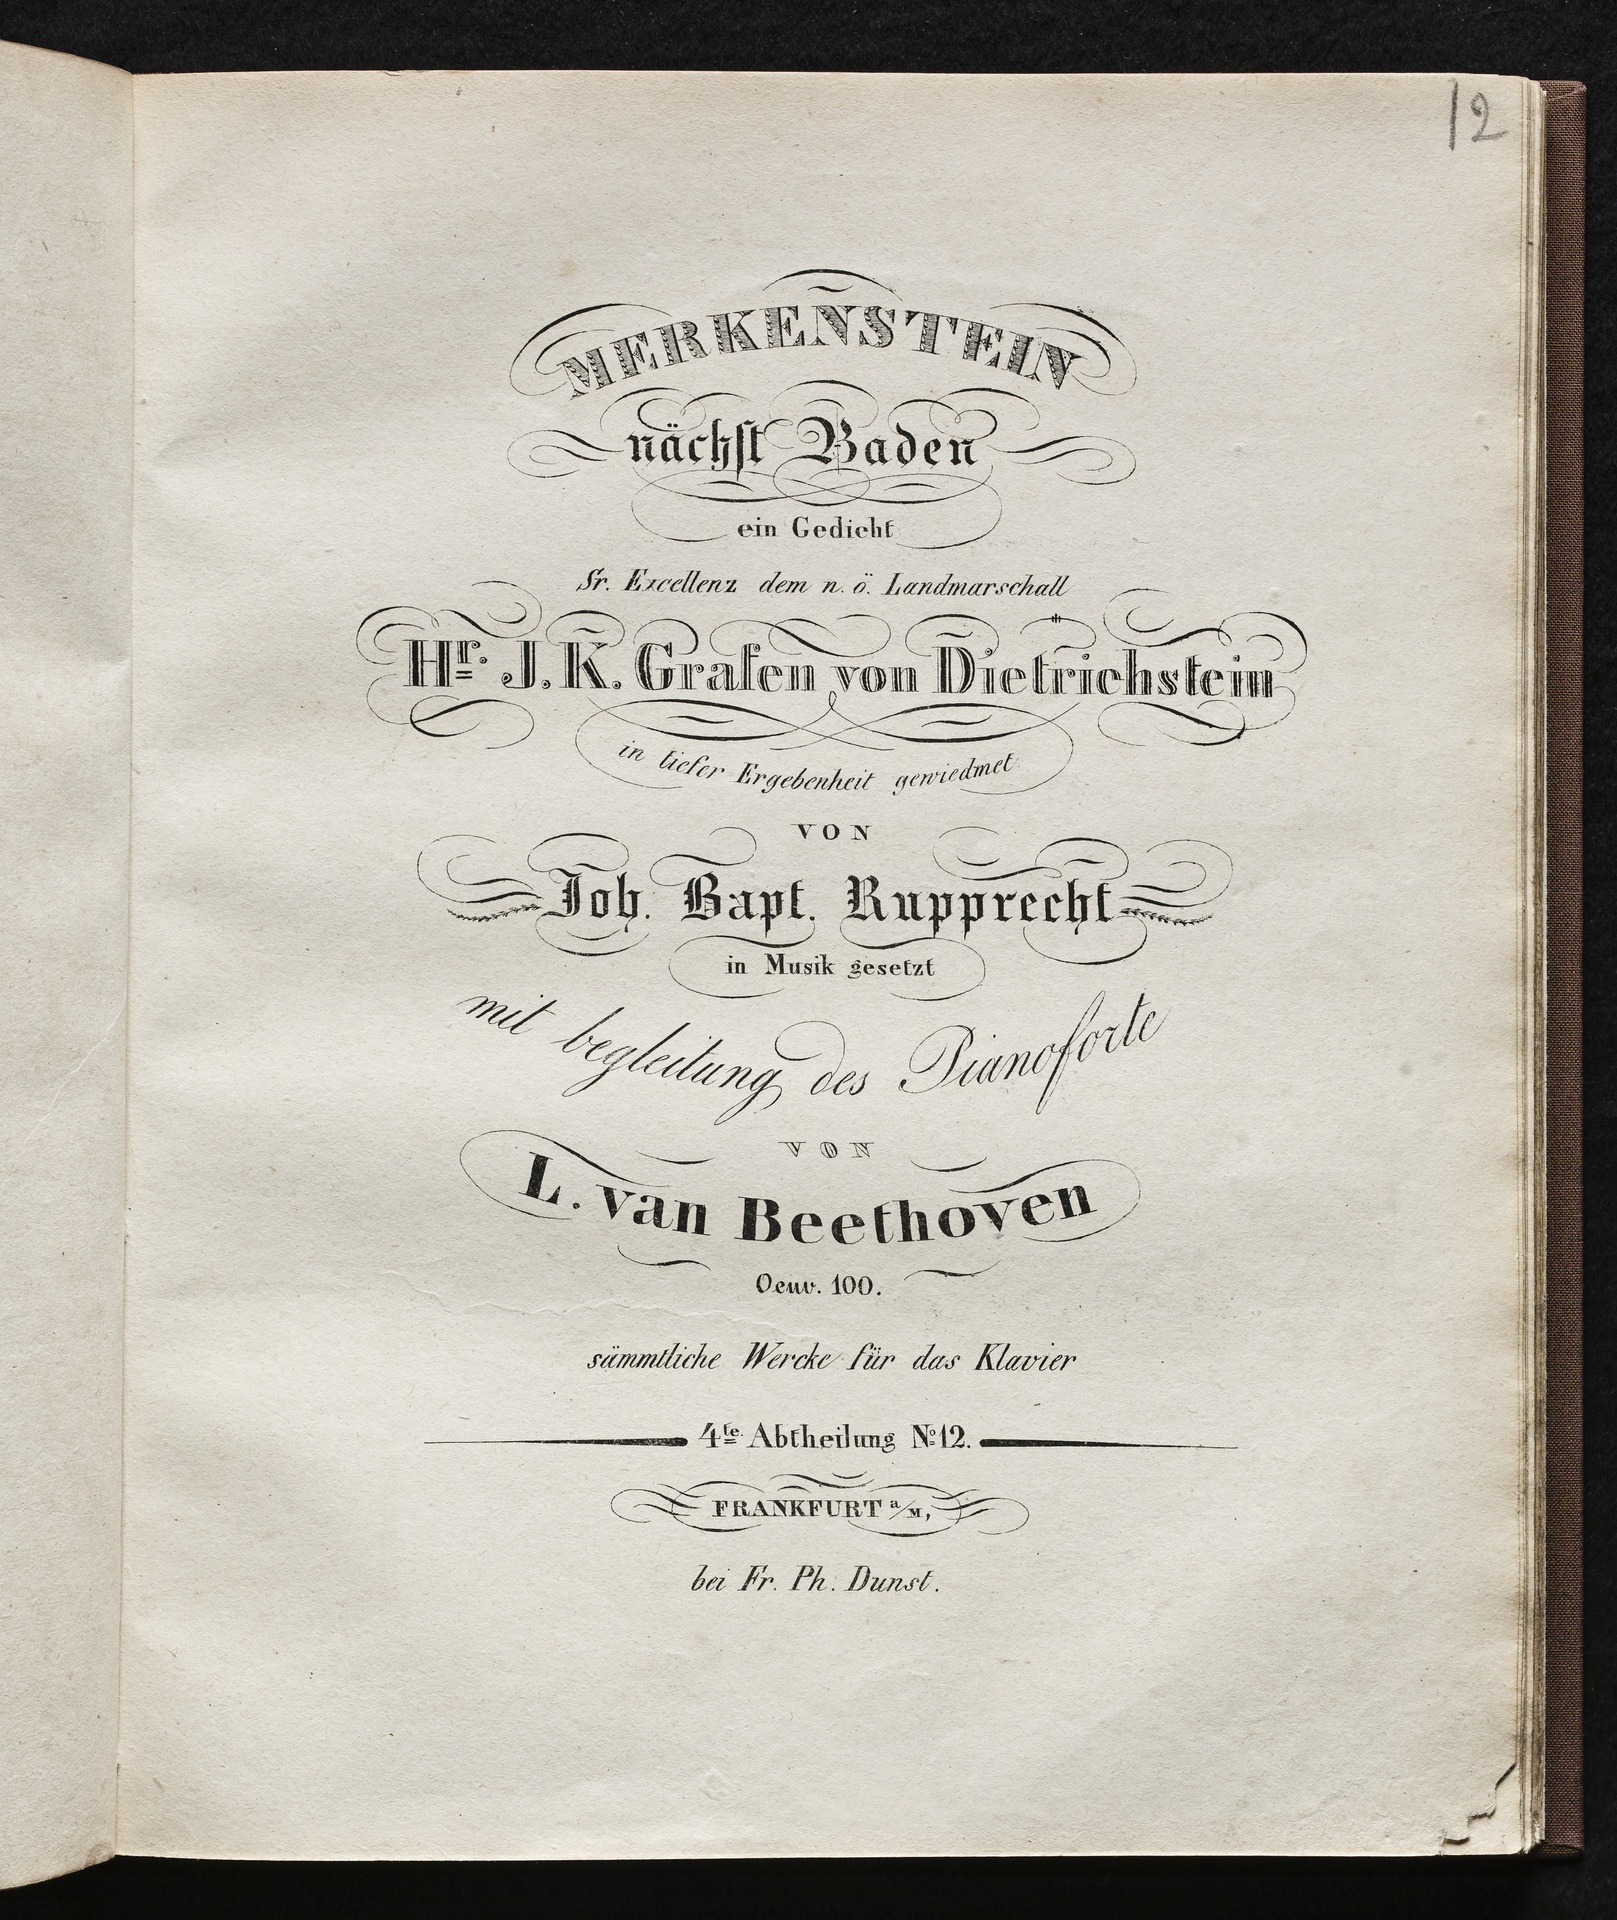 12
MERKENSTEIN
nächst Baden
ein Gedicht
Sr. Excellenz dem n. ö. Landmarschall
Hr. J. K. Grafen von Dietrichstein
in tiefer Ergebenheit gewiedmet
VON
Joh. Bapt. Rupprecht
in Musik gesetzt
mit begleitung des Pianoforte
VON
L. van Beethoven
Oeuv. 100.
sämmtliche Wercke für das Klavier
4te Abtheilung No 12.
FRANKFURT a/M,
bei Fr. Ph. Dunst.